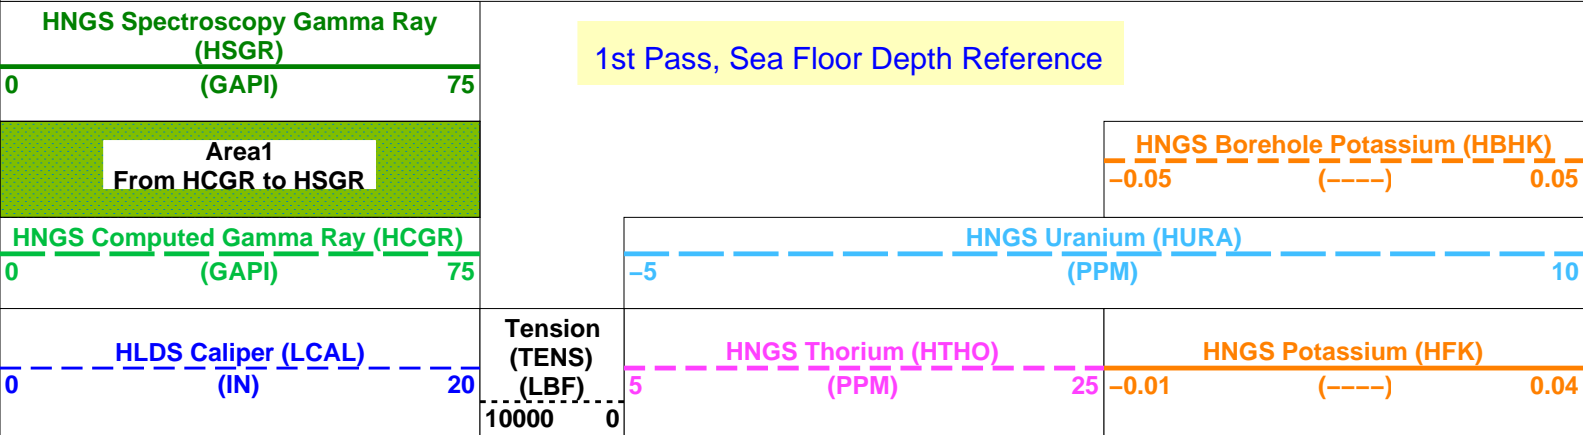 HNGS Spectroscopy Gamma Ray
(HSGR)
0 (GAPI) 75
1st Pass, Sea Floor Depth Reference
Area1
From HCGR to HSGR
HNGS Borehole Potassium (HBHK)
−0.05 (−−−−) 0.05
HNGS Computed Gamma Ray (HCGR)
0 (GAPI) 75
HNGS Uranium (HURA)
−5 (PPM) 10
HLDS Caliper (LCAL)
0 (IN) 20
Tension
(TENS)
(LBF)
10000 0
HNGS Thorium (HTHO)
5 (PPM) 25
HNGS Potassium (HFK)
−0.01 (−−−−) 0.04